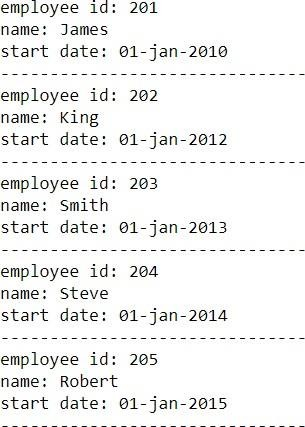 employee id: 201
name: James
start date: 01-jan-2010
-------------------------------
employee id: 202
name: King
start date: 01-jan-2012
-------------------------------
employee id: 203
name: Smith
start date: 01-jan-2013
-------------------------------
employee id: 204
name: Steve
start date: 01-jan-2014
-------------------------------
employee id: 205
name: Robert
start date: 01-jan-2015
-------------------------------